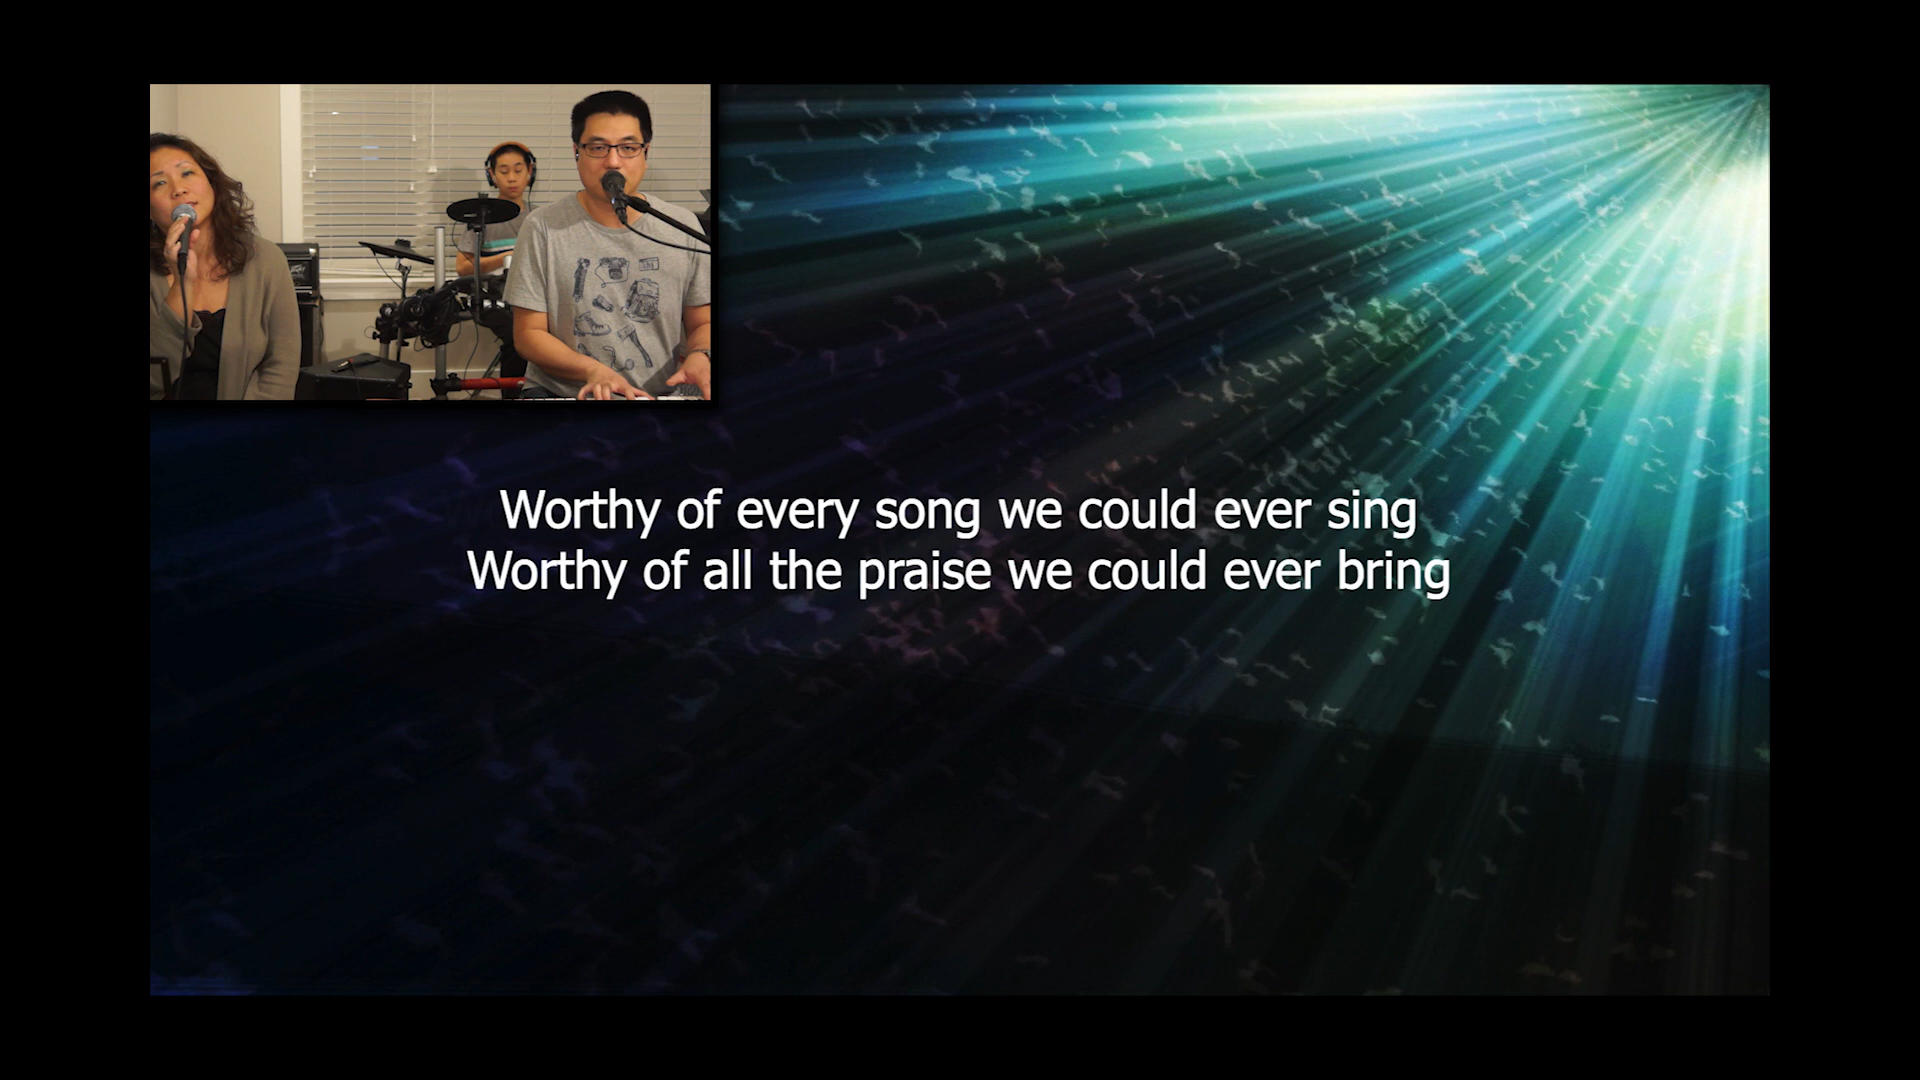 Worthy of every song we could ever sing
Worthy of all the praise we could ever bring